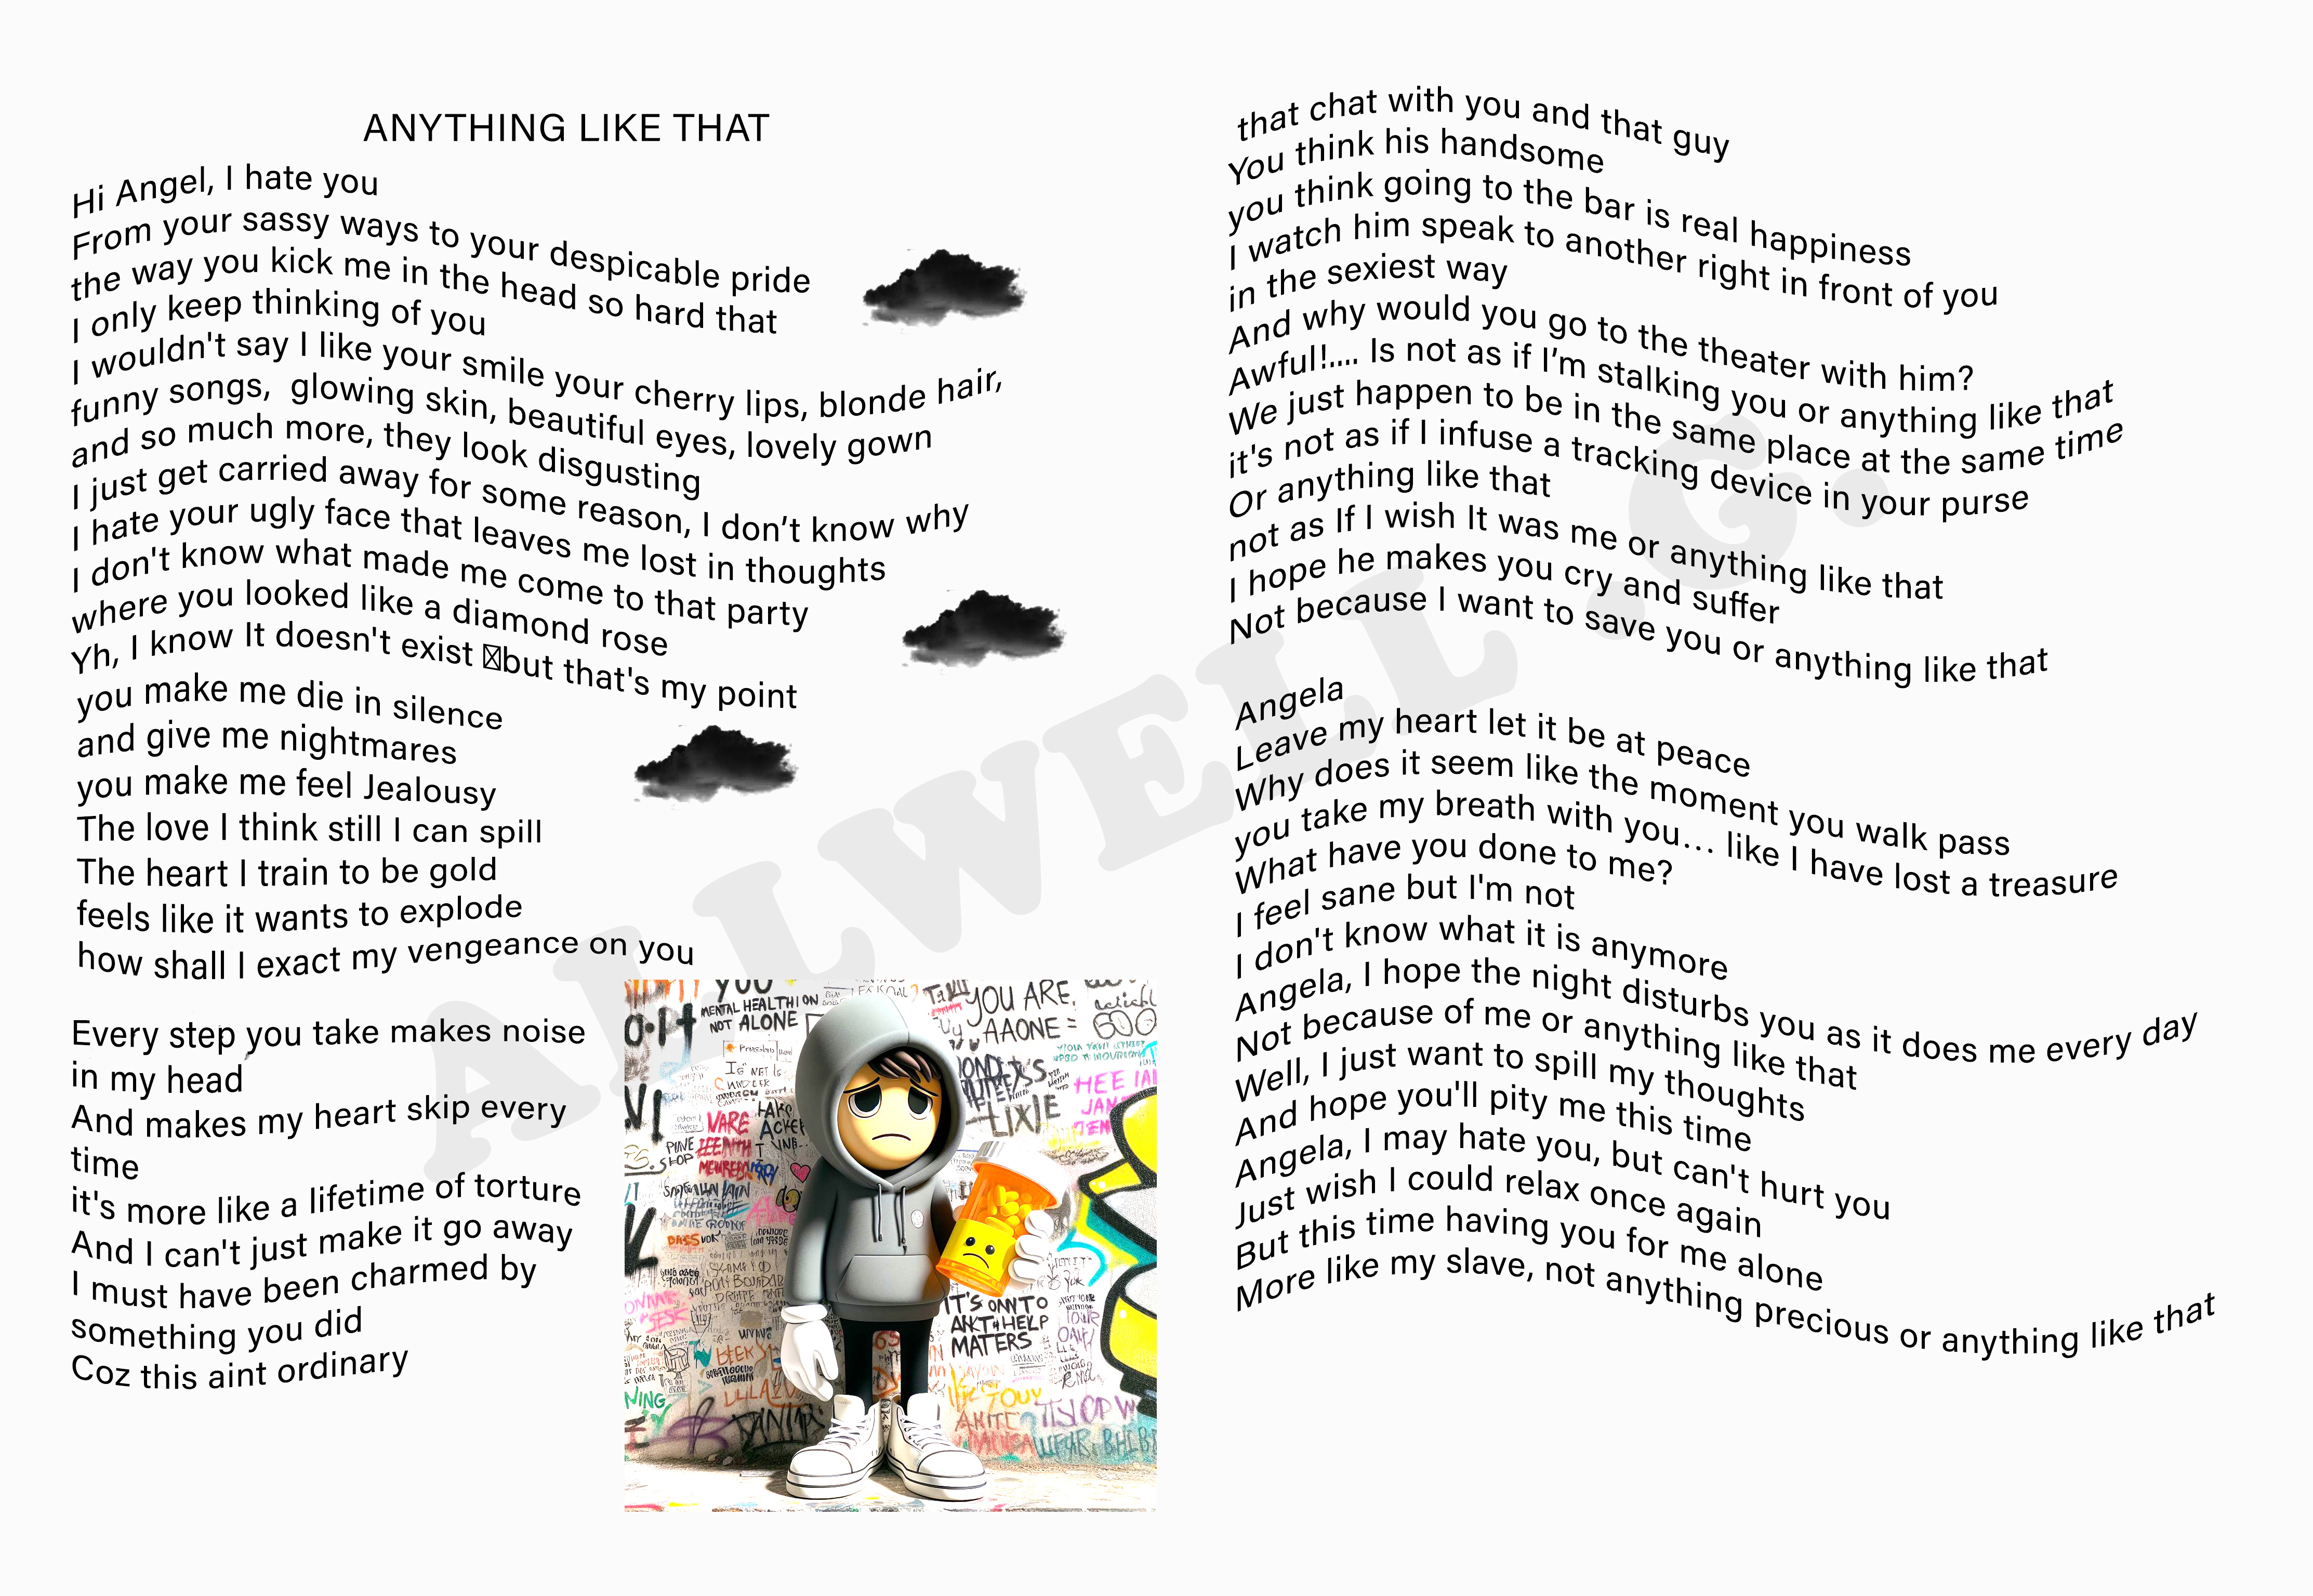 ANYTHING LIKE THAT
Hi Angel, I hate you
From your sassy ways to your despicable pride
the way you kick me in the head so hard that
I only keep thinking of you
I wouldn't say I like your smile your cherry lips, blonde hair,
funny songs,  glowing skin, beautiful eyes, lovely gown
and so much more, they look disgusting
I just get carried away for some reason, I don’t know why
I hate your ugly face that leaves me lost in thoughts
I don't know what made me come to that party
where you looked like a diamond rose
Yh, I know It doesn't exist but that's my point
you make me die in silence
and give me nightmares
you make me feel Jealousy
The love I think still I can spill
The heart I train to be gold
feels like it wants to explode
how shall I exact my vengeance on you
Every step you take makes noise
in my head
And makes my heart skip every
time
it's more like a lifetime of torture
And I can't just make it go away
I must have been charmed by
something you did
Coz this aint ordinary
YOU
MENTAL HEALTH
NOT ALONE
YOU ARE
AAONE =
VARE
LIXIE
IT'S ONNTO
ANKT HELP
MATERS
that chat with you and that guy
You think his handsome
you think going to the bar is real happiness
I watch him speak to another right in front of you
in the sexiest way
And why would you go to the theater with him?
Awful!.... Is not as if I’m stalking you or anything like that
We just happen to be in the same place at the same time
it's not as if I infuse a tracking device in your purse
Or anything like that
not as If I wish It was me or anything like that
I hope he makes you cry and suffer
Not because I want to save you or anything like that
Angela
Leave my heart let it be at peace
Why does it seem like the moment you walk pass
you take my breath with you... like I have lost a treasure
What have you done to me?
I feel sane but I'm not
I don't know what it is anymore
Angela, I hope the night disturbs you as it does me every day
Not because of me or anything like that
Well, I just want to spill my thoughts
And hope you'll pity me this time
Angela, I may hate you, but can't hurt you
Just wish I could relax once again
But this time having you for me alone
More like my slave, not anything precious or anything like that
ALLWELL .G.